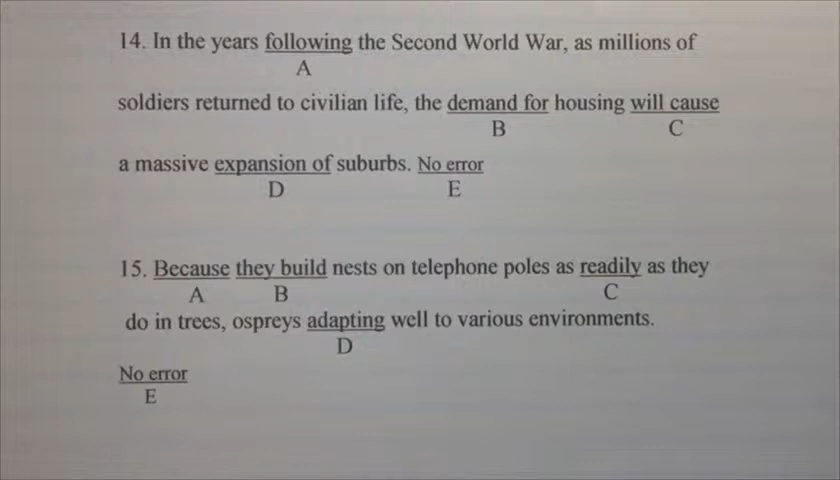 14. In the years following the Second World War, as millions of
A
soldiers returned to civilian life, the demand for housing will cause
B C
a massive expansion of suburbs. No error
D E
15. Because they build nests on telephone poles as readily as they
A B C
do in trees, ospreys adapting well to various environments.
D
No error
E